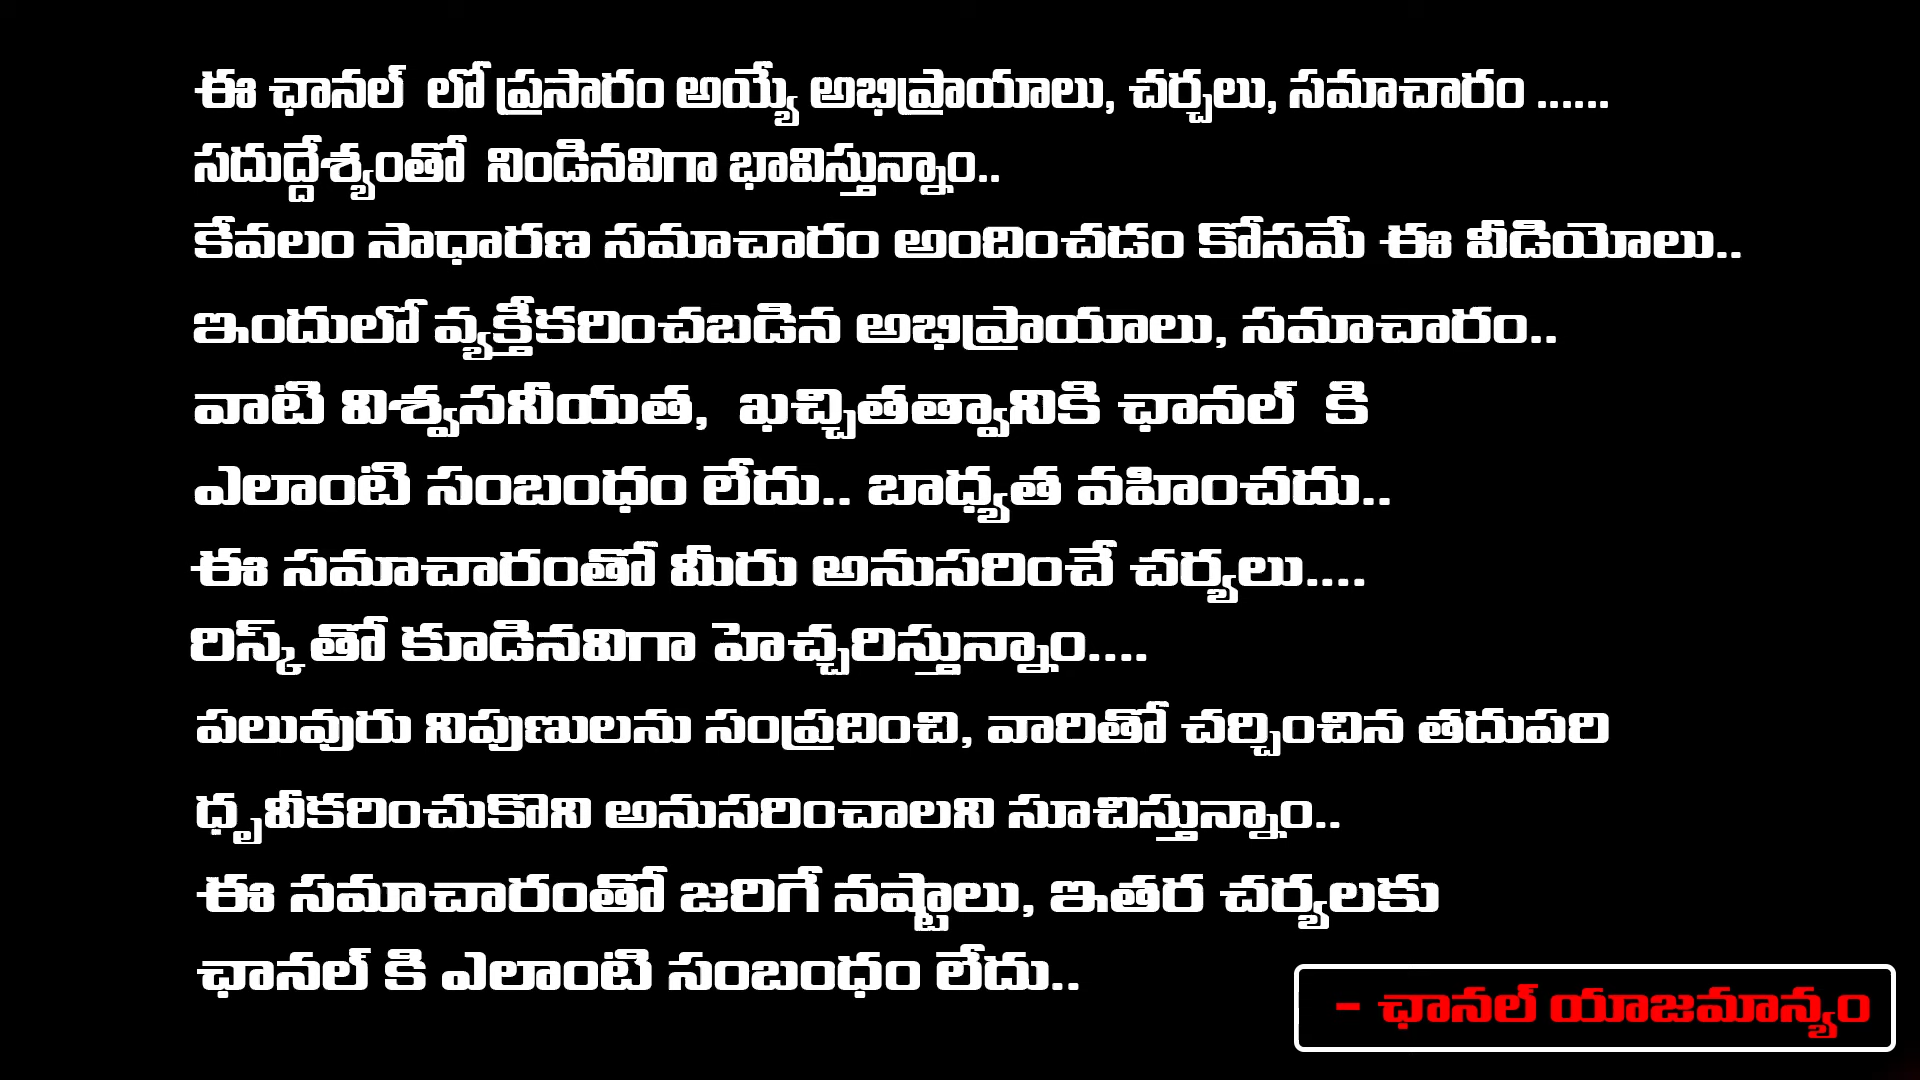 ఈ ఛానల్ లో ప్రసారం అయ్యే అభిప్రాయాలు, చర్చలు, సమాచారం ......
సదుద్దేశ్యంతో నిండినవిగా భావిస్తున్నాం..
కేవలం సాధారణ సమాచారం అందించడం కోసమే ఈ వీడియోలు..
ఇందులో వ్యక్తీకరించబడిన అభిప్రాయాలు, సమాచారం..
వాటి విశ్వసనీయత, ఖచ్చితత్వానికి ఛానల్ కి
ఎలాంటి సంబంధం లేదు.. బాధ్యత వహించదు..
ఈ సమాచారంతో మీరు అనుసరించే చర్యలు....
రిస్క్ తో కూడినవిగా హెచ్చరిస్తున్నాం....
పలువురు నిపుణులను సంప్రదించి, వారితో చర్చించిన తదుపరి
ధృవీకరించుకొని అనుసరించాలని సూచిస్తున్నాం..
ఈ సమాచారంతో జరిగే నష్టాలు, ఇతర చర్యలకు
ఛానల్ కి ఎలాంటి సంబంధం లేదు..
- ఛానల్ యాజమాన్యం